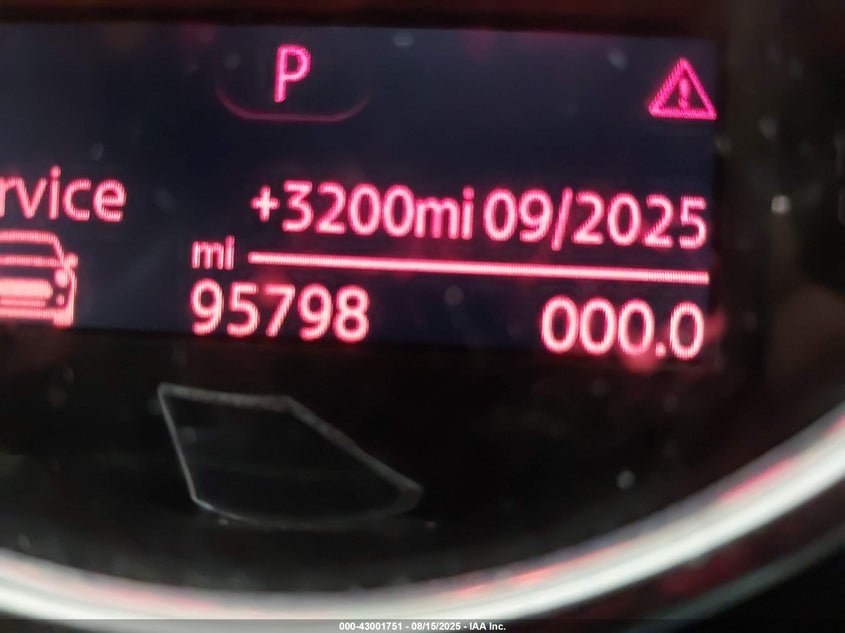 P
rvice
+3200mi 09/2025
mi
95798 000.0
000-43001751 - 08/15/2025 - IAA Inc.